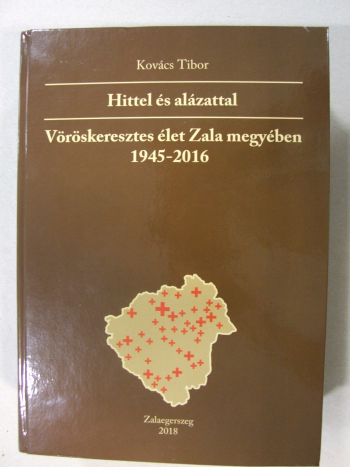 Kovács Tibor
Hittel és alázattal
Vöröskeresztes élet Zala megyében
1945-2016
Zalaegerszeg
2018